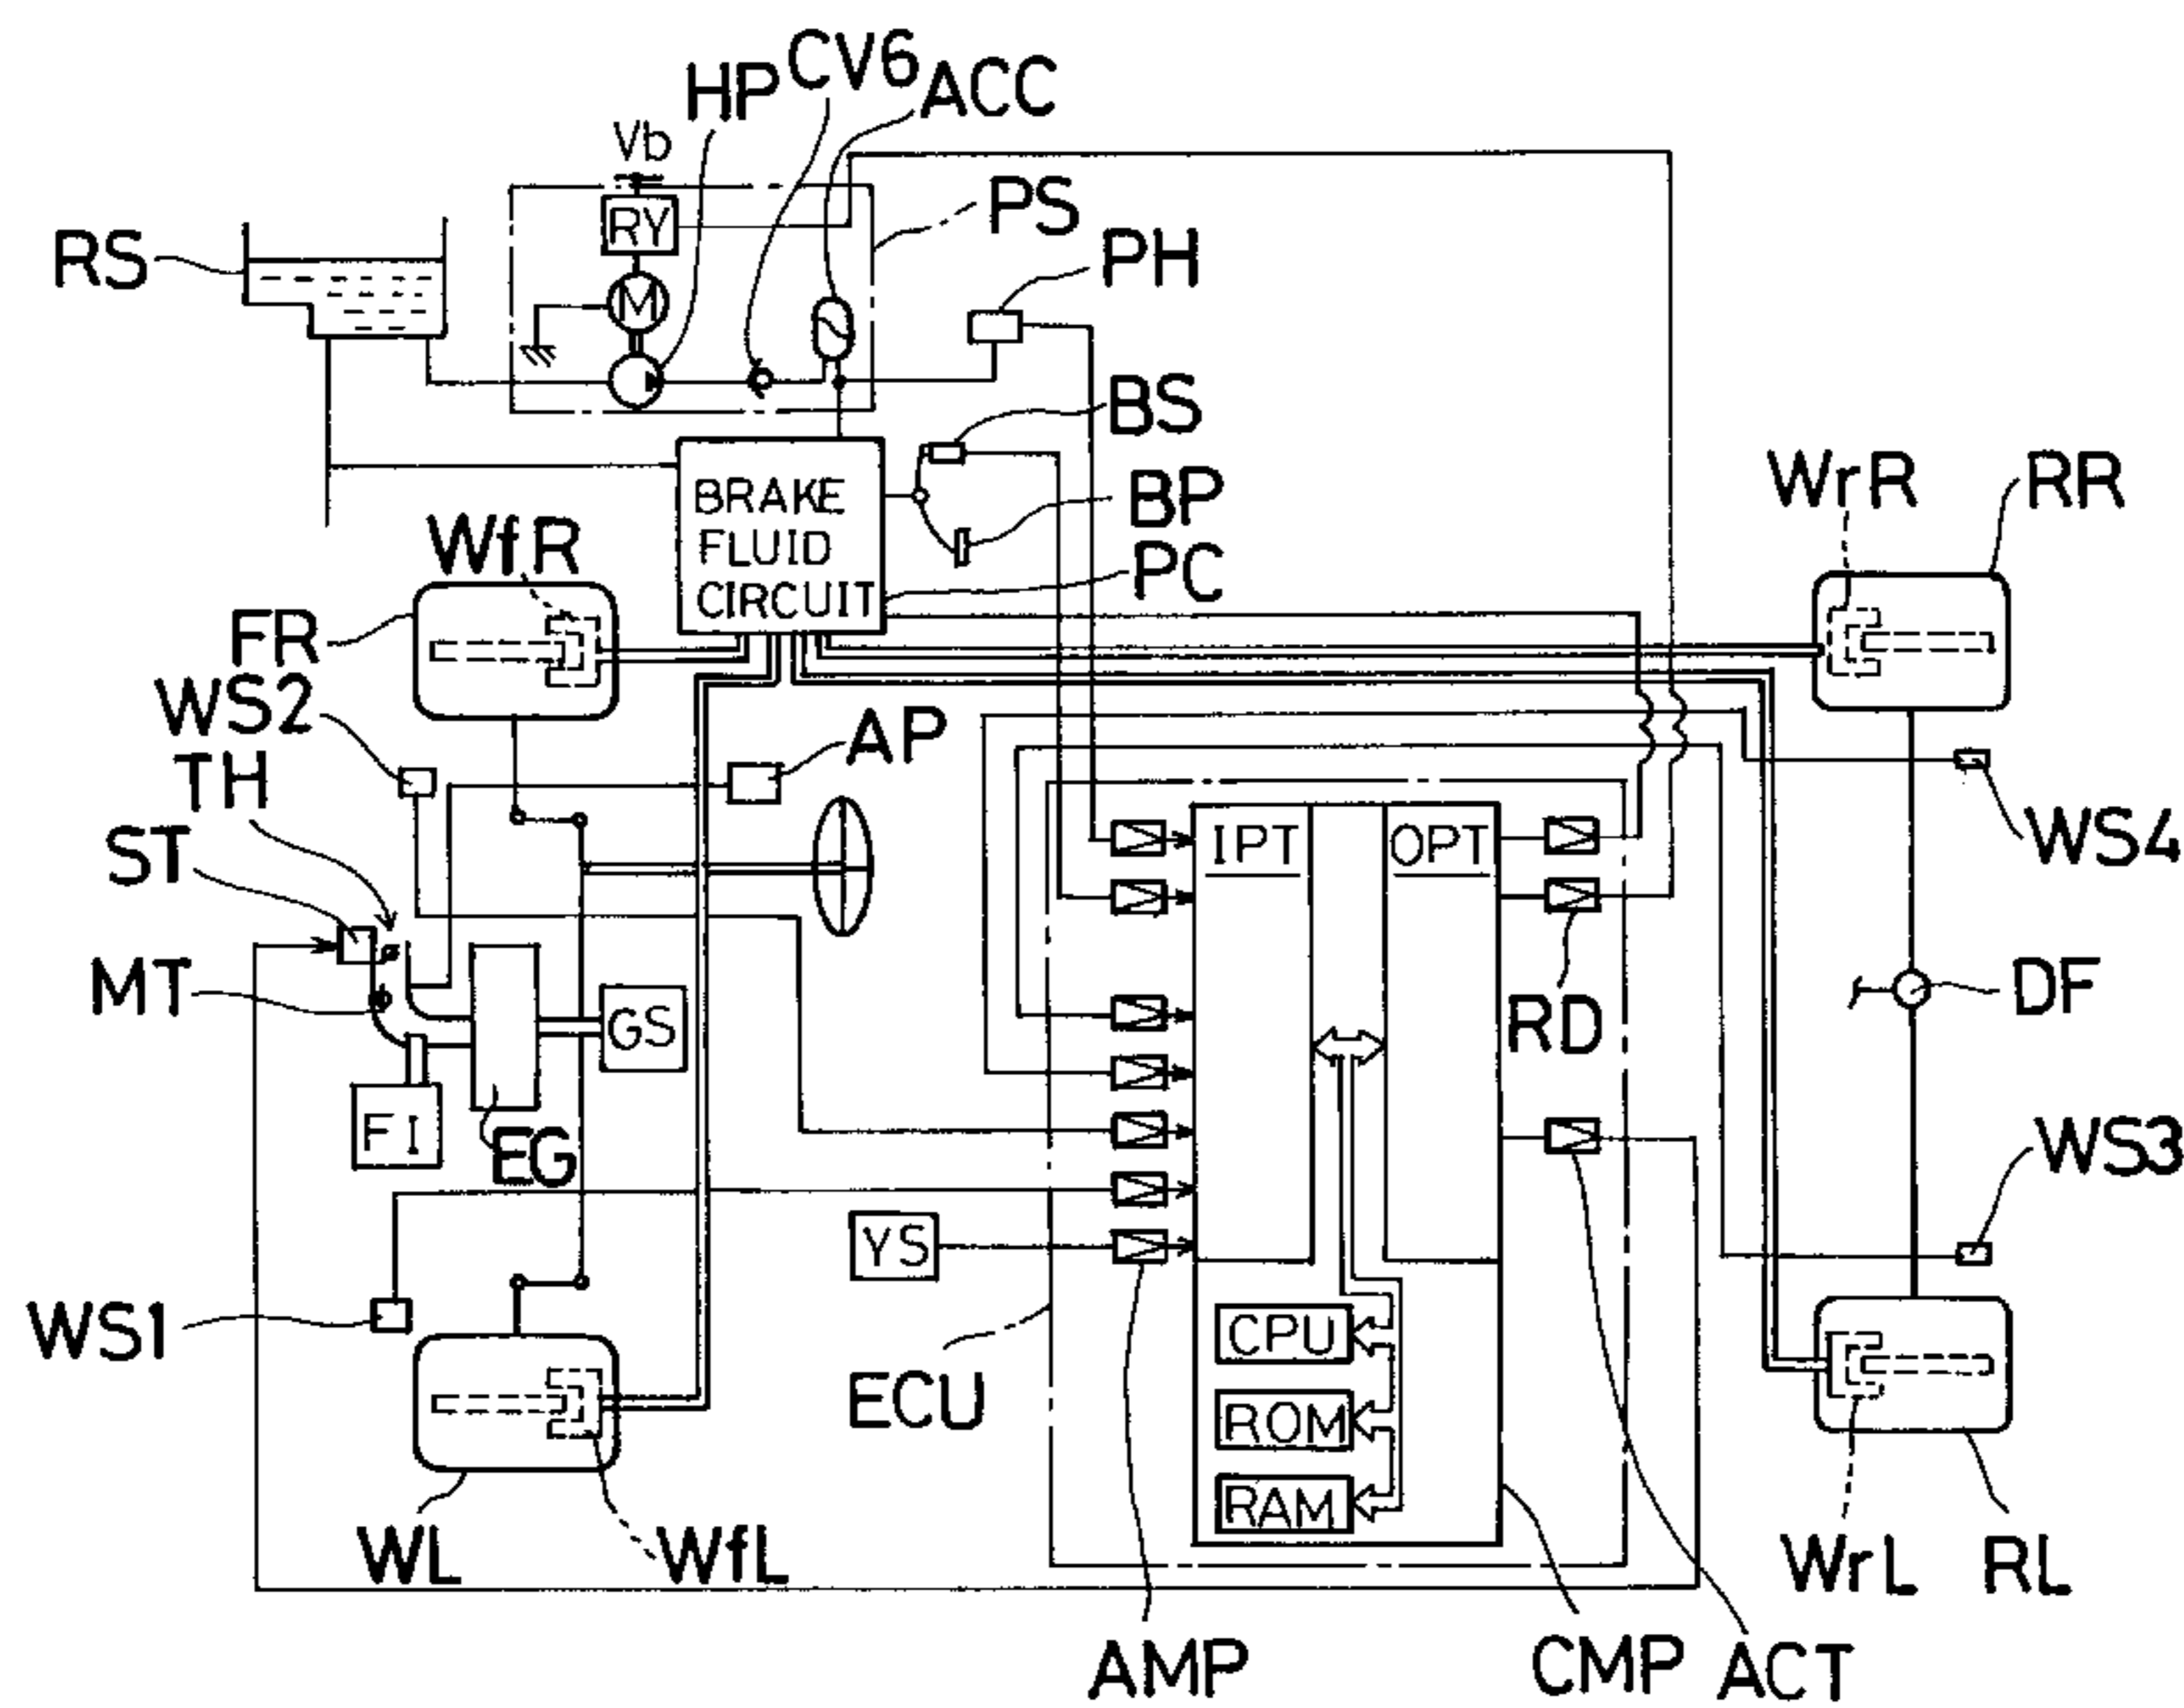 CV6
HP
ACC
Vb
PS
RY
RS
PH
M
BS
WrR
RR
BP
BRAKE
FLUID
CIRCUIT
WfR
PC
FR
WS2
AP
TH
ST
IPT
OPT
WS4
MT
GS
RD
DF
FI
EG
WS3
YS
WS1
CPU
ECU
ROM
RAM
WL
WfL
WrL
RL
AMP
CMP
ACT